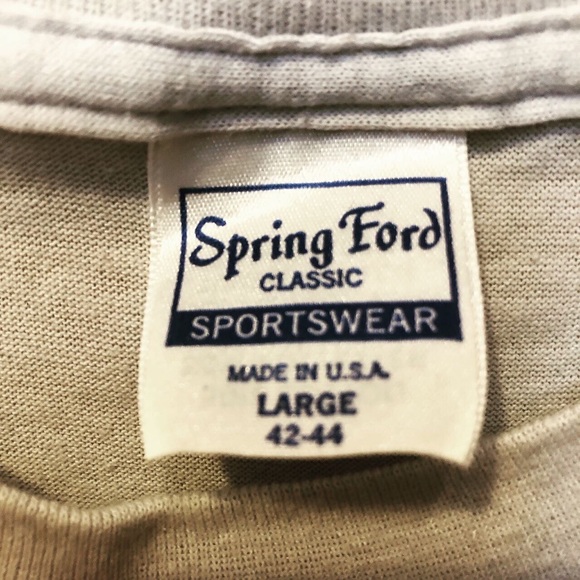 Spring Ford
CLASSIC
SPORTSWEAR
MADE IN U.S.A.
LARGE
42-44